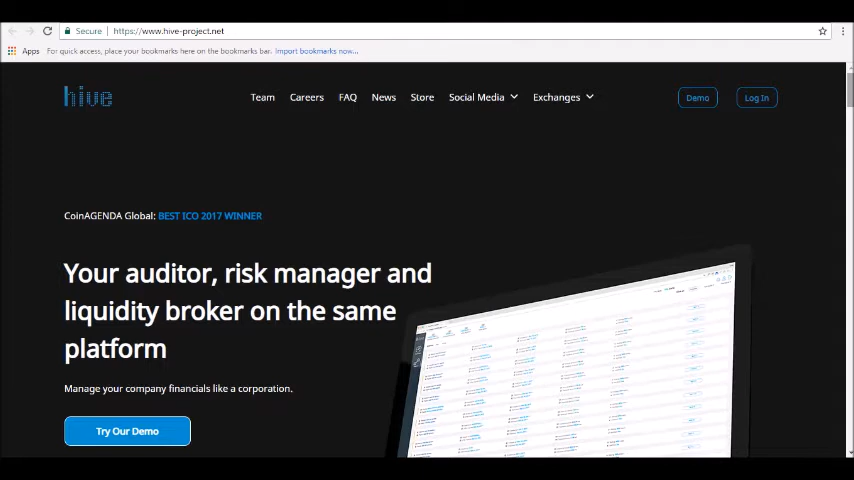 Secure https://www.hive-project.net
Apps For quick access, place your bookmarks here on the bookmarks bar. Import bookmarks now...
hive Team Careers FAQ News Store Social Media Exchanges Demo Log In
CoinAGENDA Global: BEST ICO 2017 WINNER
Your auditor, risk manager and
liquidity broker on the same
platform
Manage your company financials like a corporation.
Try Our Demo